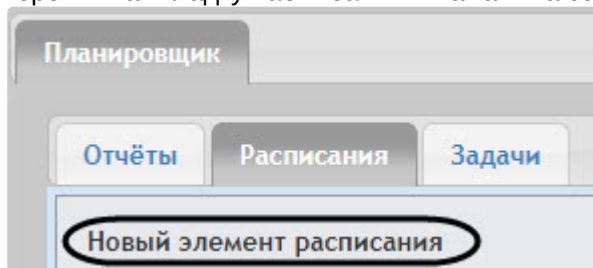 Планировщик
Отчёты Расписания Задачи
Новый элемент расписания